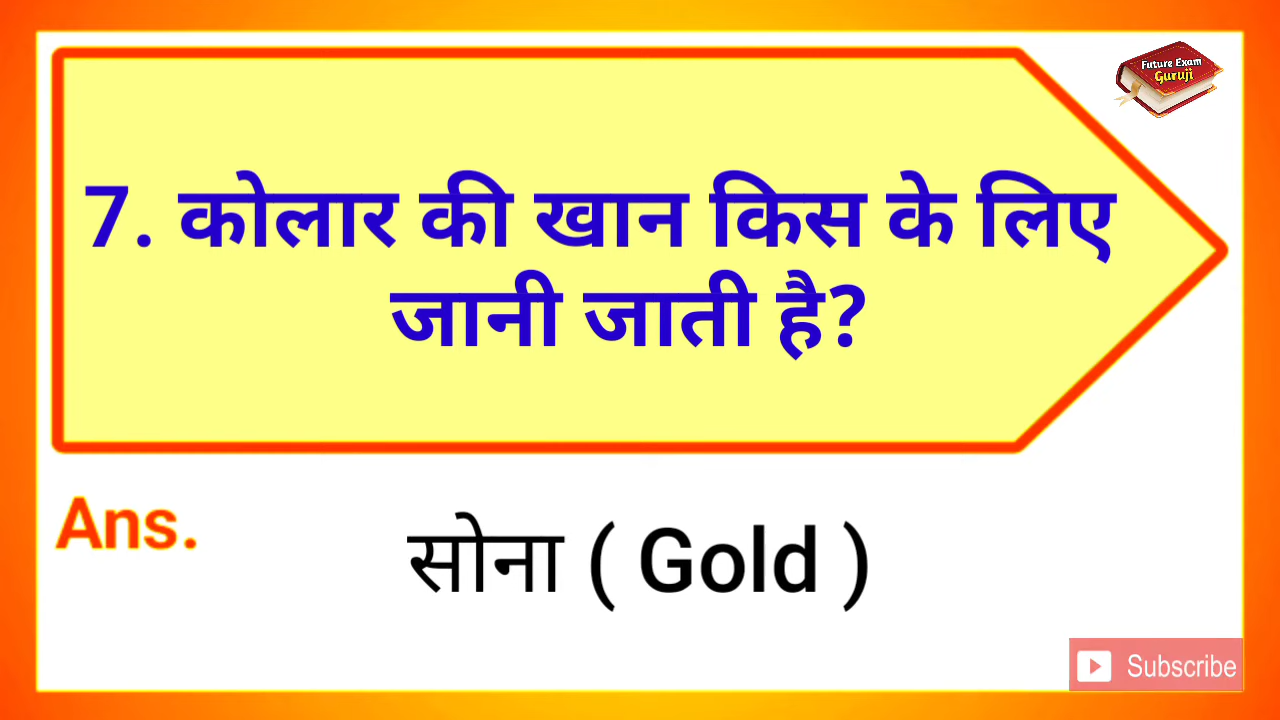 Future Exam
Guruji
7. कोलार की खान किस के लिए
जानी जाती है?
Ans.
सोना ( Gold )
Subscribe